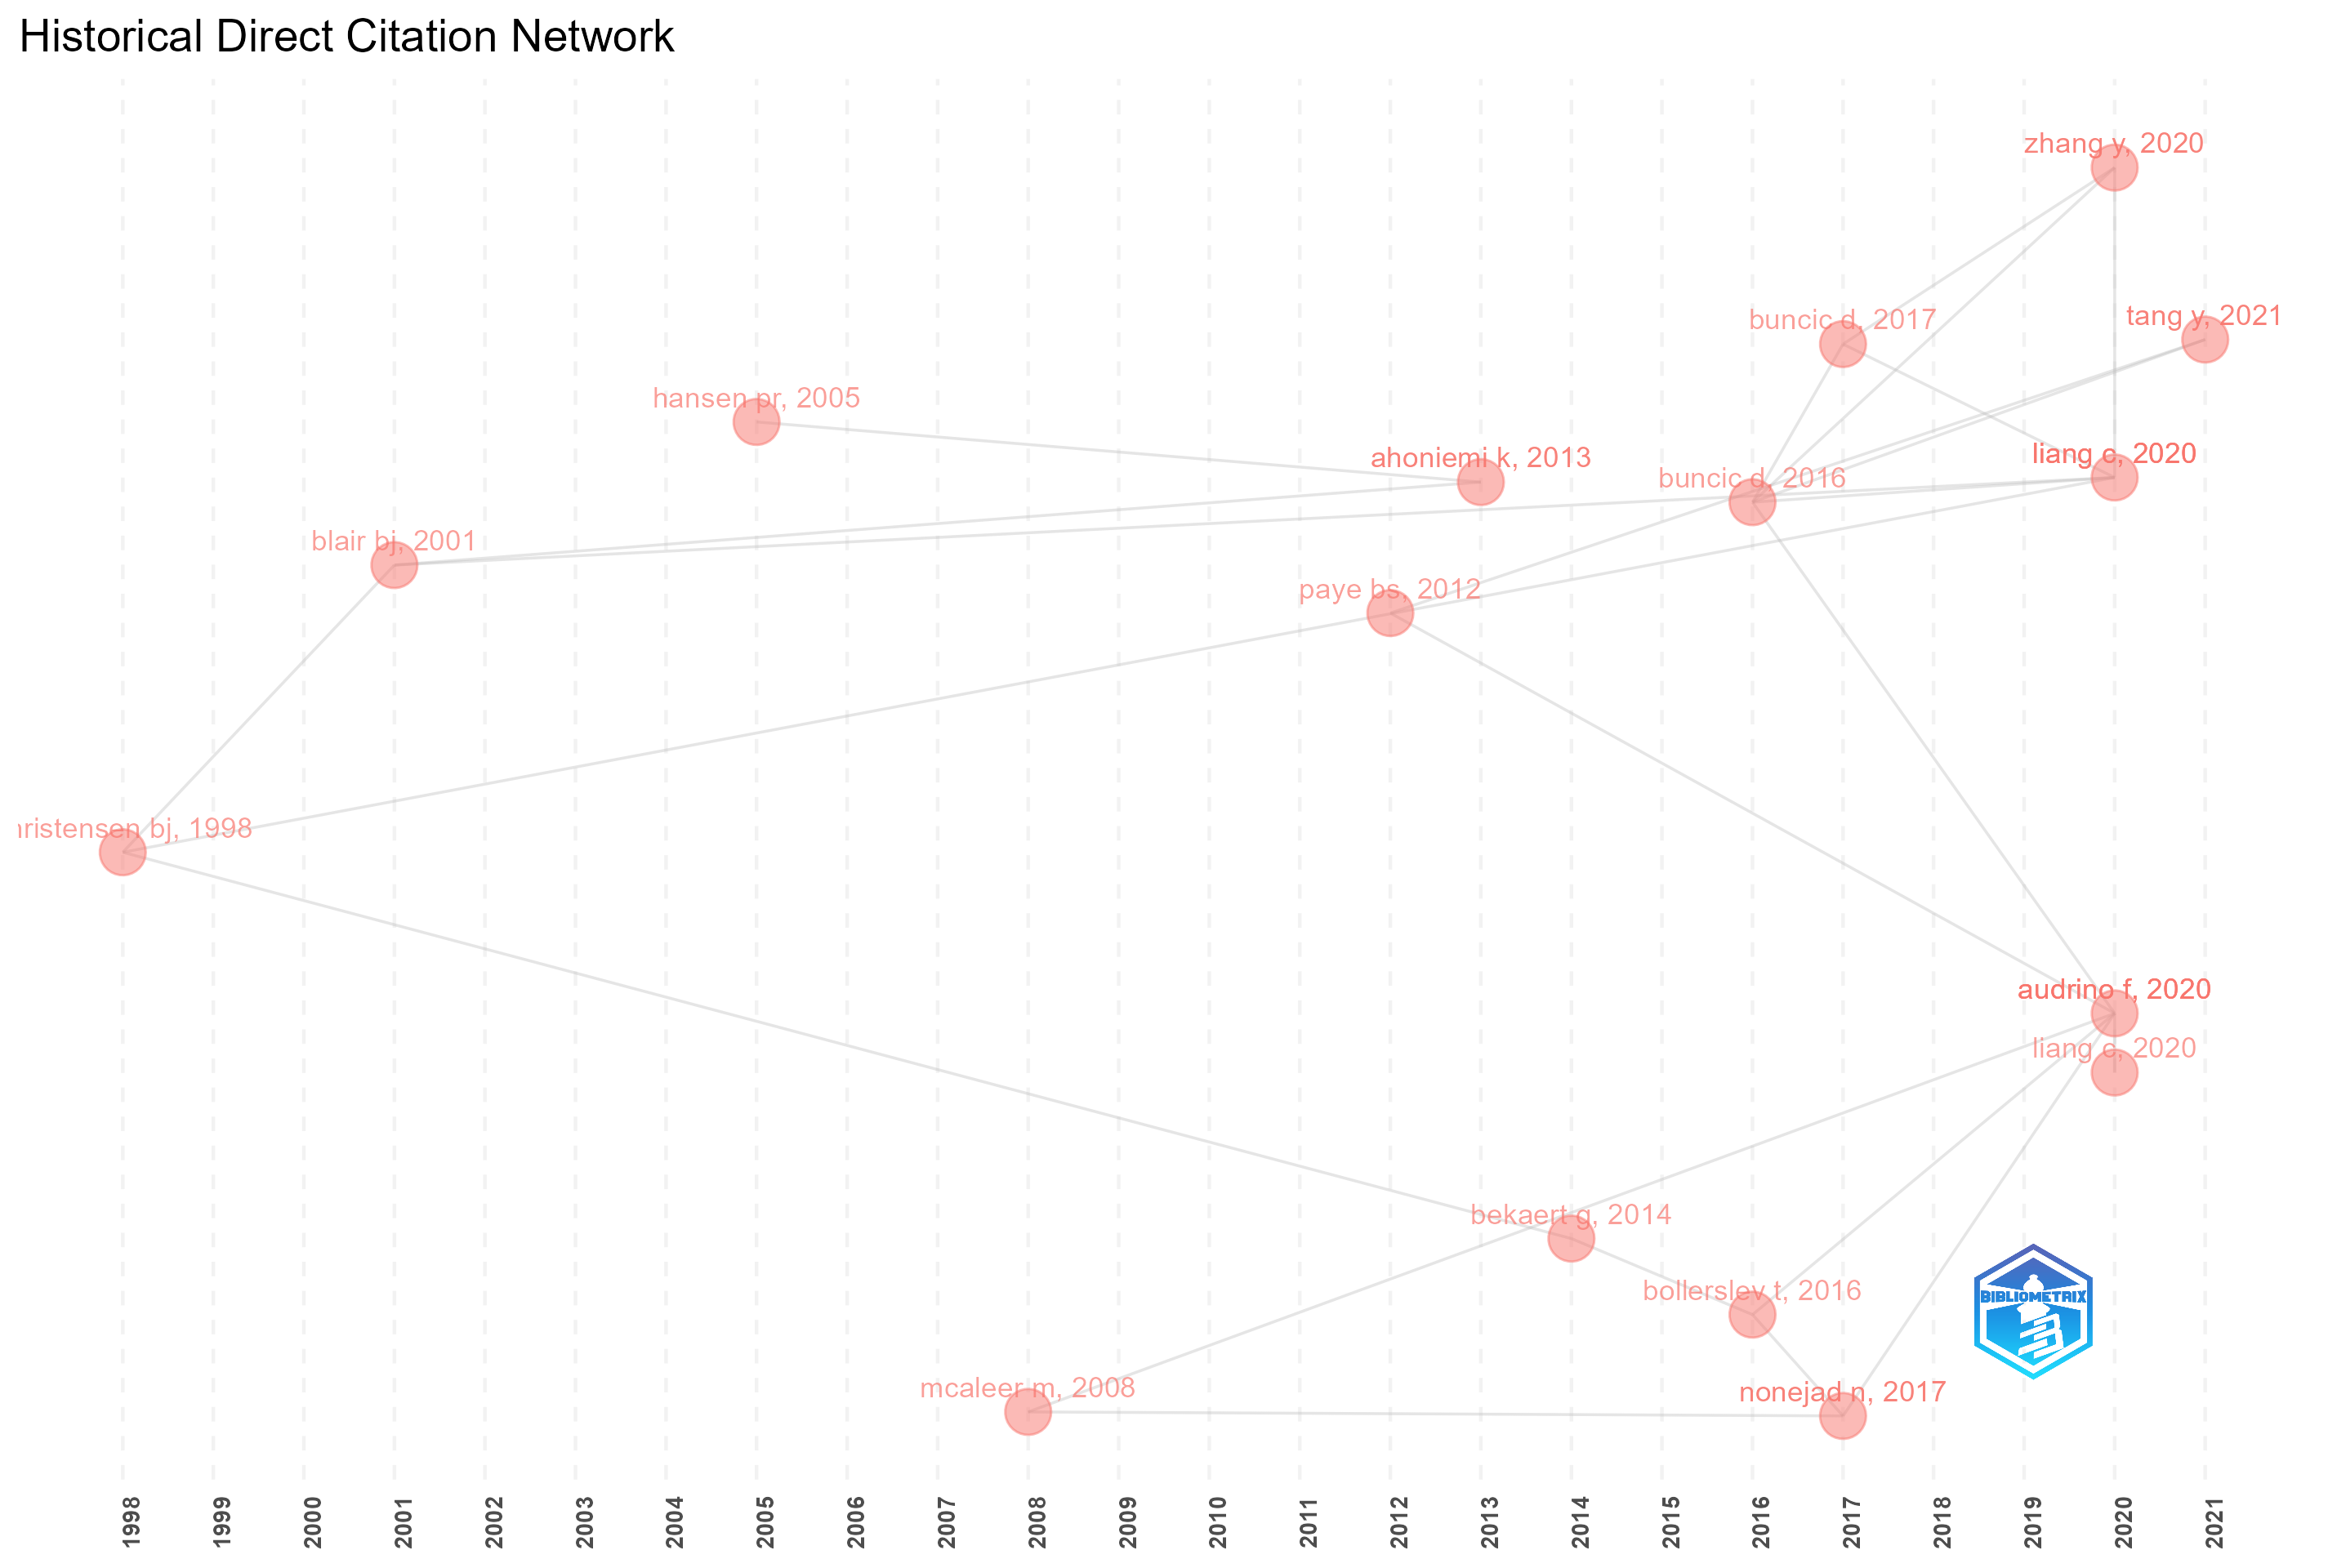 Historical Direct Citation Network
zhang y, 2020
tang y, 2021
buncic d, 2017
hansen pr, 2005
liang c, 2020
ahoniemi k, 2013
buncic d, 2016
blair bj, 2001
paye bs, 2012
ristensen bj, 1998
audrino f, 2020
liang c, 2020
bekaert g, 2014
bollerslev t, 2016
BIBLIOMETRIX
mcaleer m, 2008
nonejad n, 2017
1998
1999
2000
2001
2002
2003
2004
2005
2006
2007
2008
2009
2010
2011
2012
2013
2014
2015
2016
2017
2018
2019
2020
2021